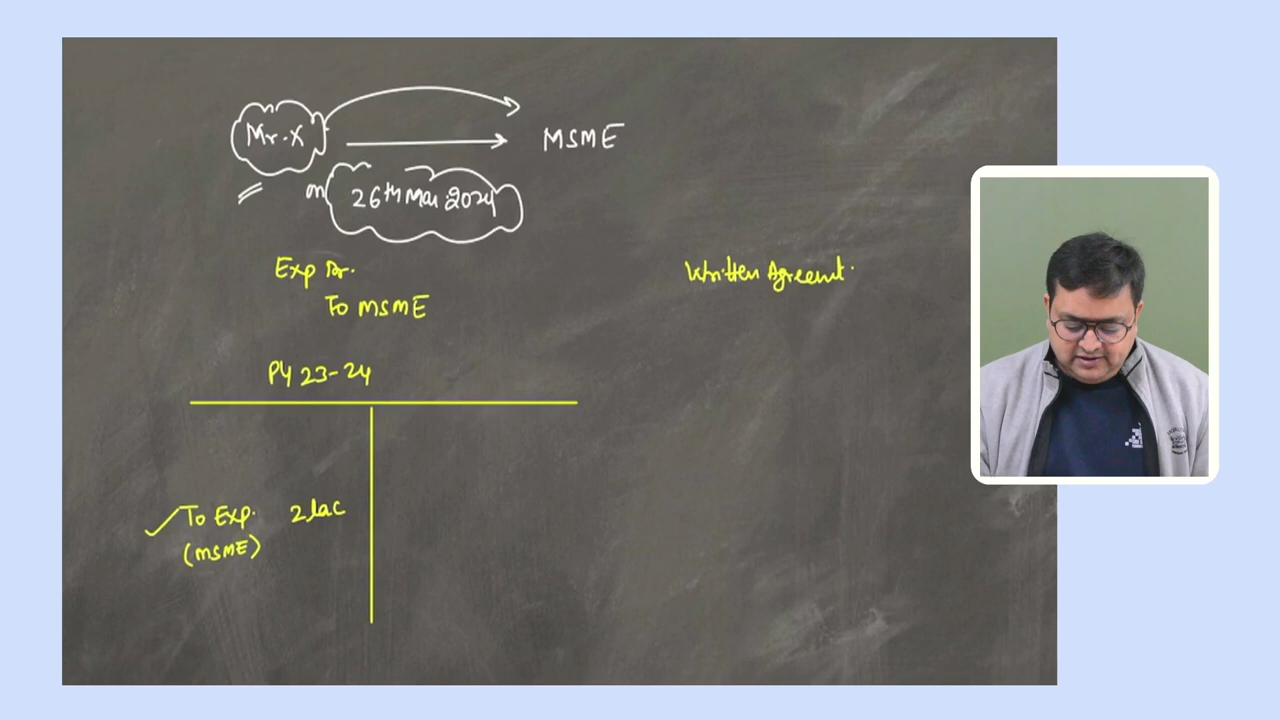 Mr. X
MSME
on 26th Mar 2024
Exp Dr.
To MSME
Written Agreemt.
PY 23-24
To Exp. 2 lac
(MSME)